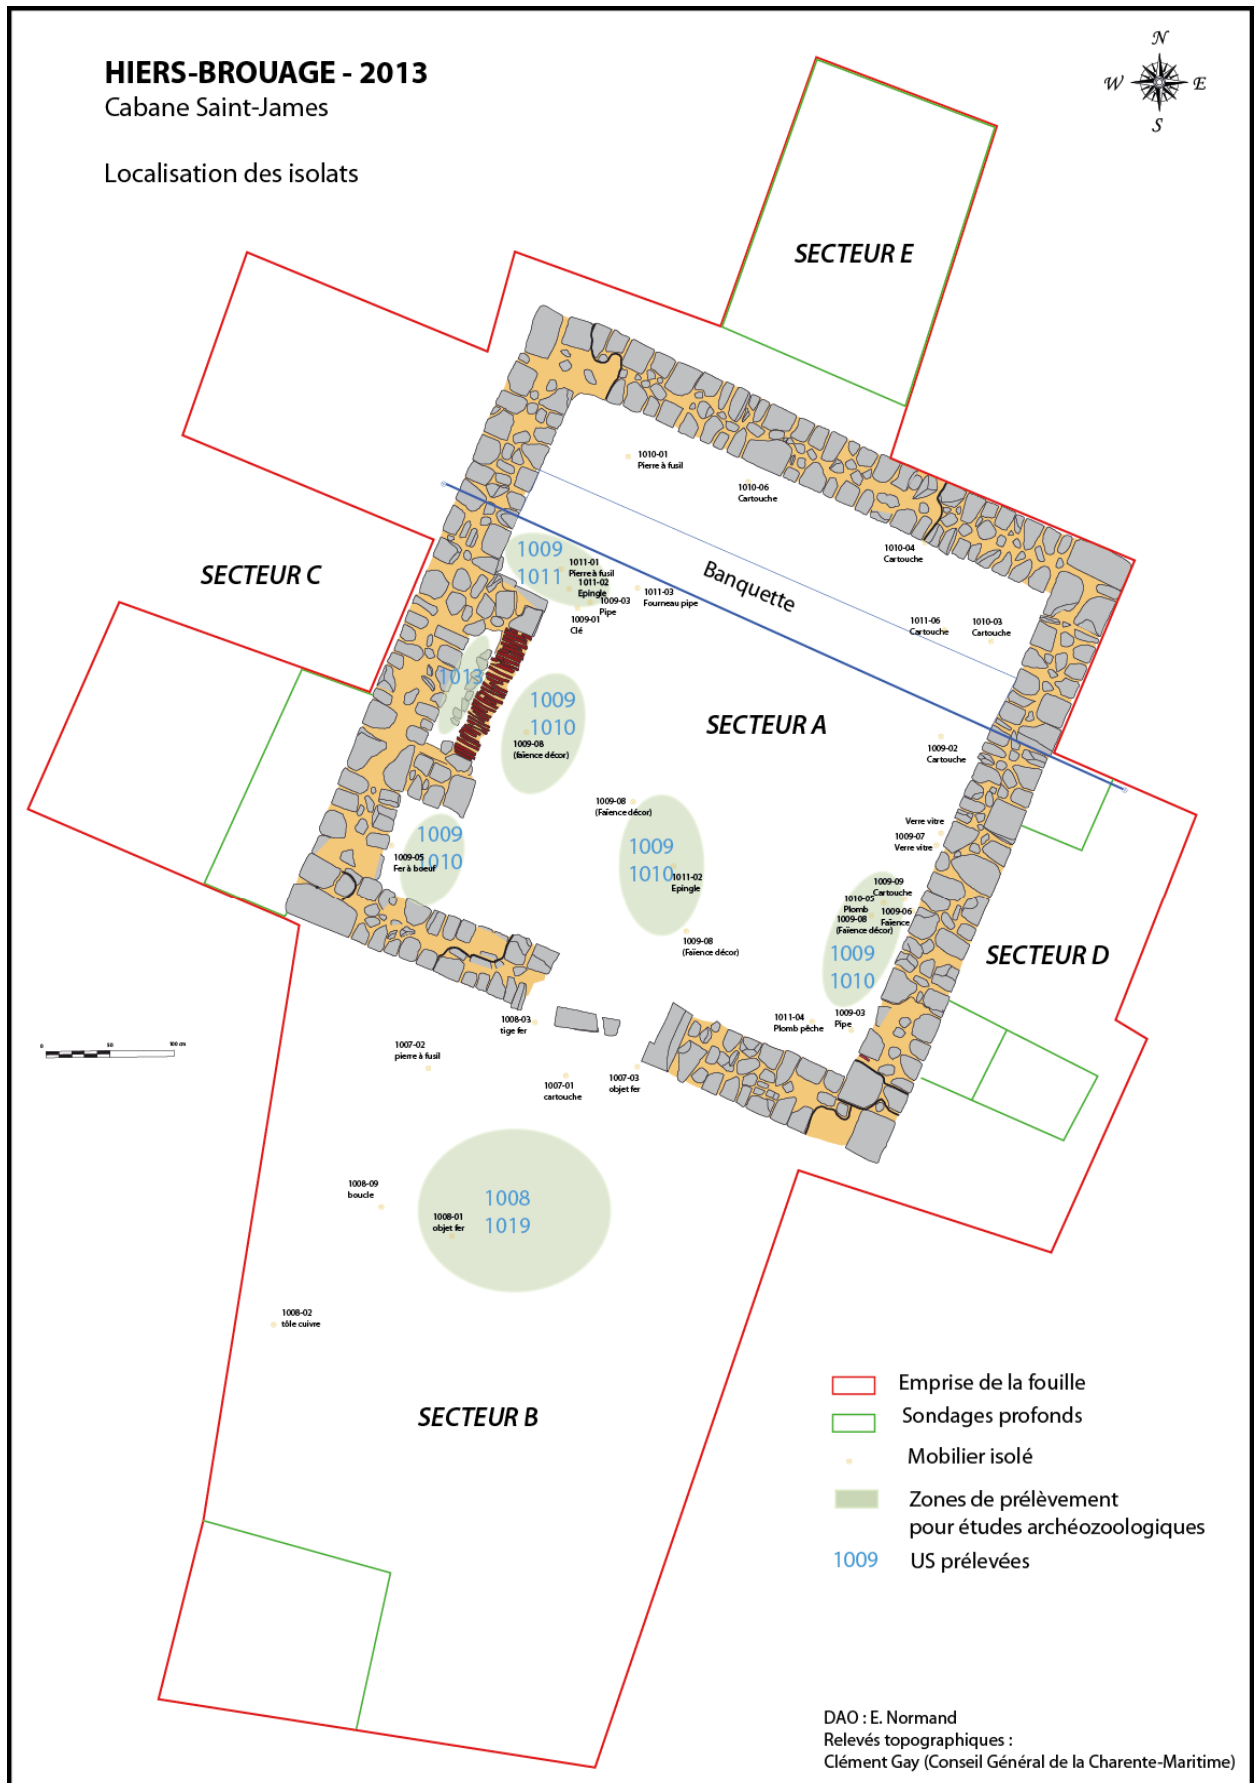 HIERS-BROUAGE - 2013
Cabane Saint-James
Localisation des isolats
N
W
E
S
SECTEUR E
1010-01
Pierre à fusil
1010-06
Cartouche
1010-04
Cartouche
SECTEUR C
1009
1011
1011-01
Pierre à fusil
1011-02
Epingle
1009-03
Pipe
1009-01
Clé
1011-03
Fourneau pipe
Banquette
1011-06
Cartouche
1010-03
Cartouche
1013
1009
1010
1009-08
(faïence décor)
SECTEUR A
1009-02
Cartouche
1009-08
(Faïence décor)
Verre vitre
1009-07
Verre vitre
1009
1010
1009-05
Fer à boeuf
1009
1010
1011-02
Epingle
1009-09
Cartouche
1010-05
Plomb
1009-06
Faïence
1009-08
(Faïence décor)
1009
1010
1009-08
(Faïence décor)
SECTEUR D
1008-03
tige fer
1011-04
Plomb pêche
1009-03
Pipe
0
50
100 cm
1007-02
pierre à fusil
1007-01
cartouche
1007-03
objet fer
1008-09
boucle
1008
1019
1008-01
objet fer
1008-02
tôle cuivre
SECTEUR B
Emprise de la fouille
Sondages profonds
Mobilier isolé
Zones de prélèvement
pour études archéozoologiques
1009 US prélevées
DAO : E. Normand
Relevés topographiques :
Clément Gay (Conseil Général de la Charente-Maritime)